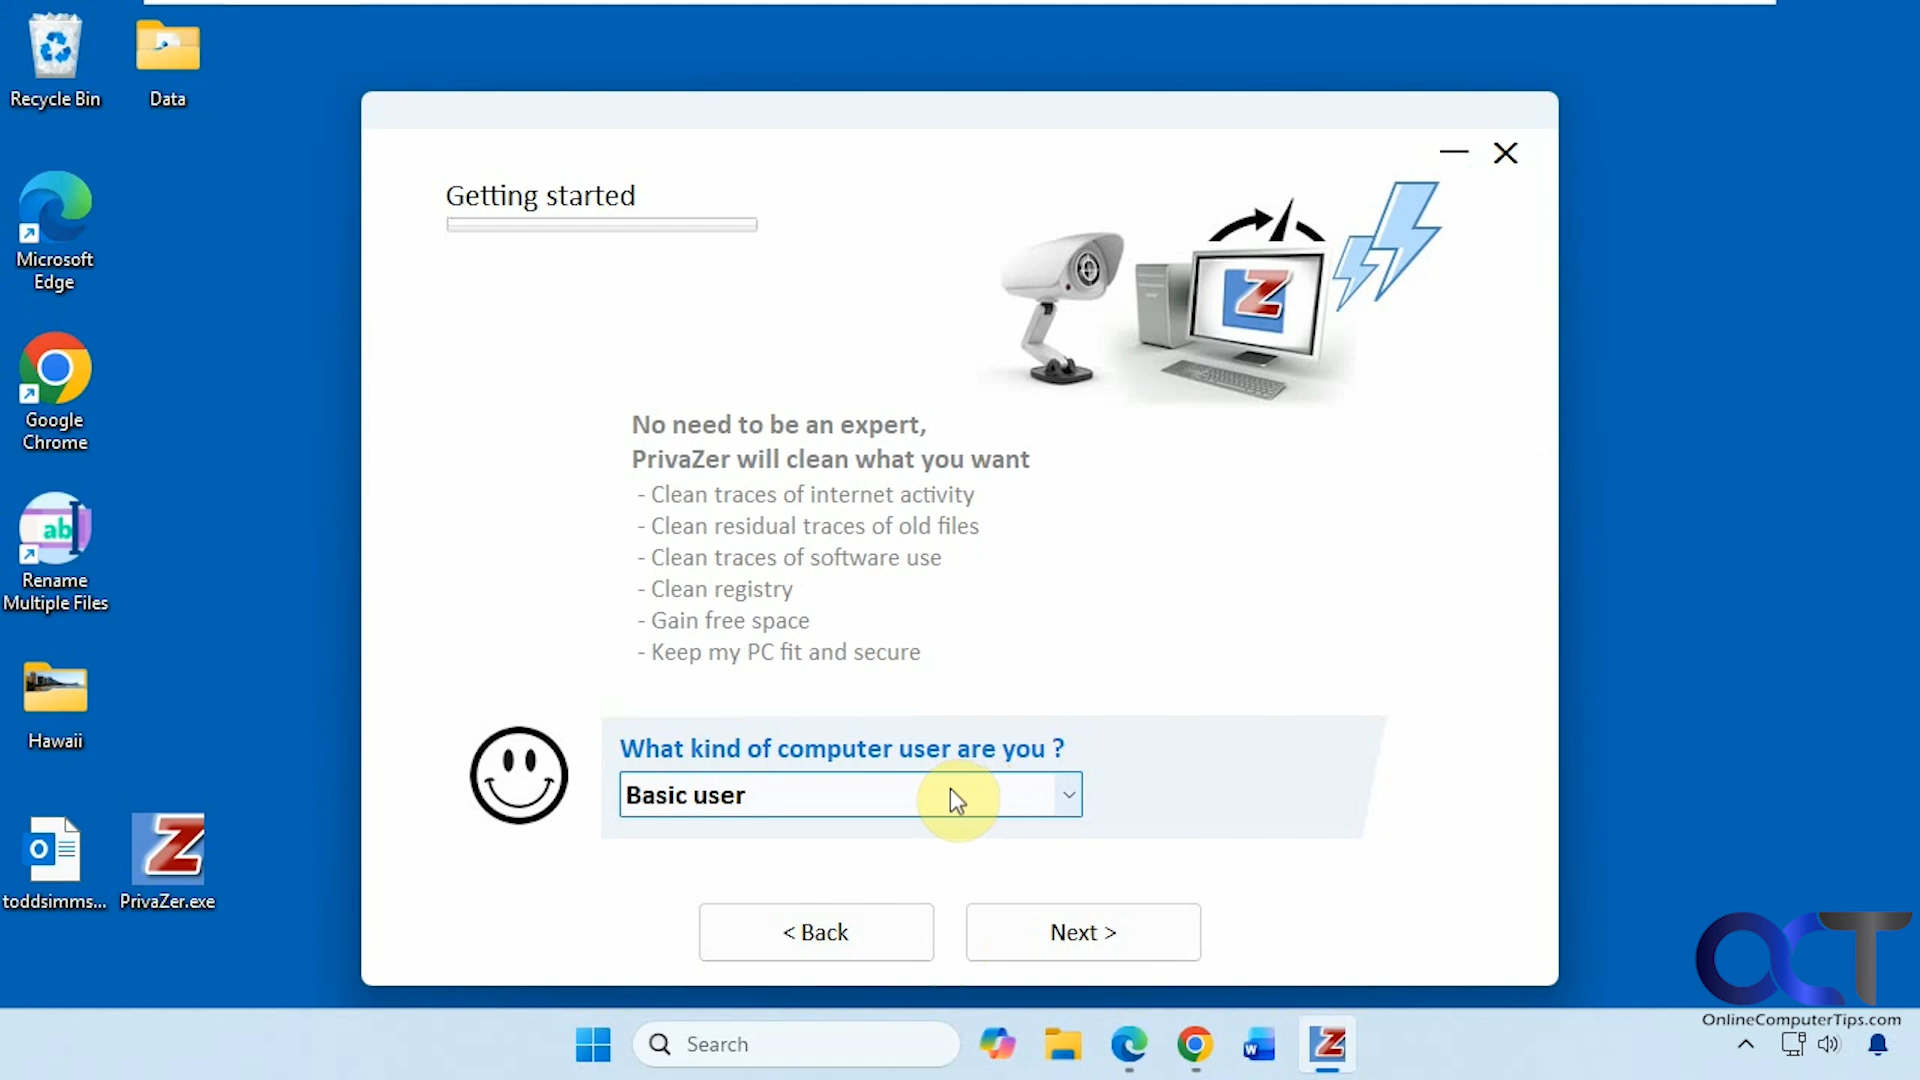 Recycle Bin
Data
Microsoft
Edge
Google
Chrome
ab
Rename
Multiple Files
Hawaii
toddsimms...
PrivaZer.exe
Getting started
No need to be an expert,
PrivaZer will clean what you want
- Clean traces of internet activity
- Clean residual traces of old files
- Clean traces of software use
- Clean registry
- Gain free space
- Keep my PC fit and secure
What kind of computer user are you ?
Basic user
< Back
Next >
OCT
OnlineComputerTips.com
Search